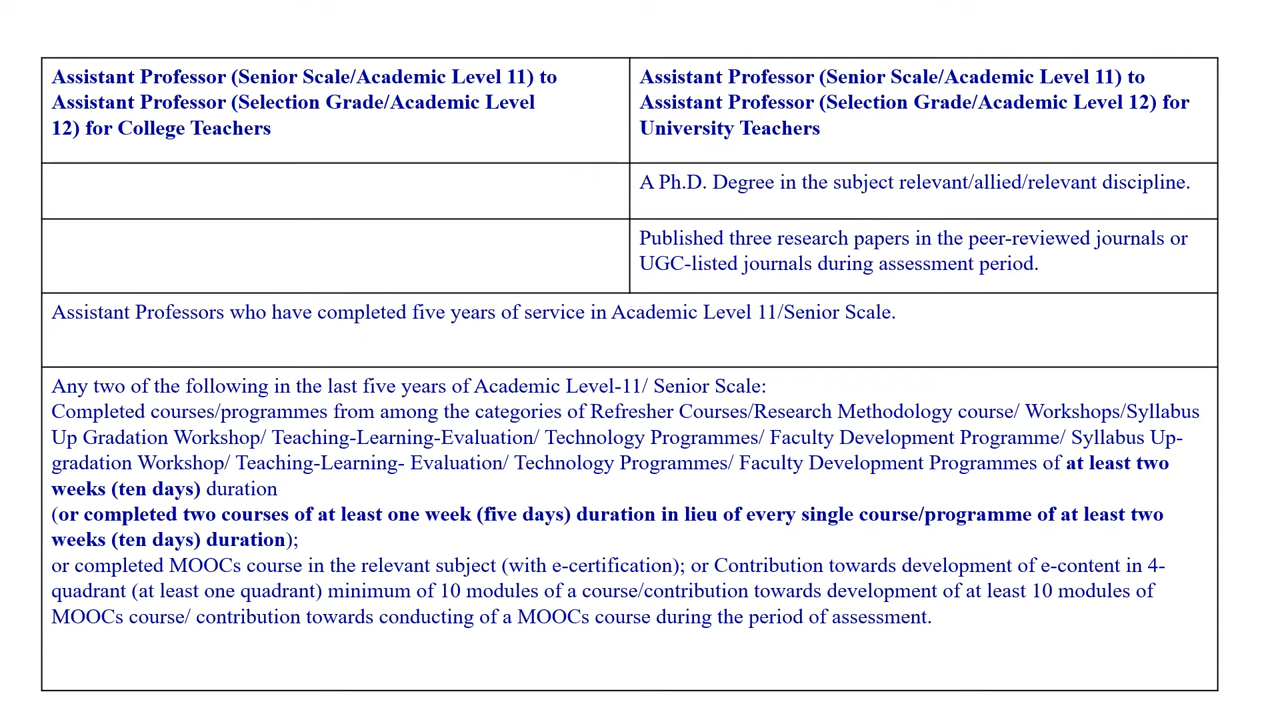 Assistant Professor (Senior Scale/Academic Level 11) to
Assistant Professor (Selection Grade/Academic Level
12) for College Teachers
Assistant Professor (Senior Scale/Academic Level 11) to
Assistant Professor (Selection Grade/Academic Level 12) for
University Teachers
A Ph.D. Degree in the subject relevant/allied/relevant discipline.
Published three research papers in the peer-reviewed journals or
UGC-listed journals during assessment period.
Assistant Professors who have completed five years of service in Academic Level 11/Senior Scale.
Any two of the following in the last five years of Academic Level-11/ Senior Scale:
Completed courses/programmes from among the categories of Refresher Courses/Research Methodology course/ Workshops/Syllabus
Up Gradation Workshop/ Teaching-Learning-Evaluation/ Technology Programmes/ Faculty Development Programme/ Syllabus Up-
gradation Workshop/ Teaching-Learning- Evaluation/ Technology Programmes/ Faculty Development Programmes of at least two
weeks (ten days) duration
(or completed two courses of at least one week (five days) duration in lieu of every single course/programme of at least two
weeks (ten days) duration);
or completed MOOCs course in the relevant subject (with e-certification); or Contribution towards development of e-content in 4-
quadrant (at least one quadrant) minimum of 10 modules of a course/contribution towards development of at least 10 modules of
MOOCs course/ contribution towards conducting of a MOOCs course during the period of assessment.